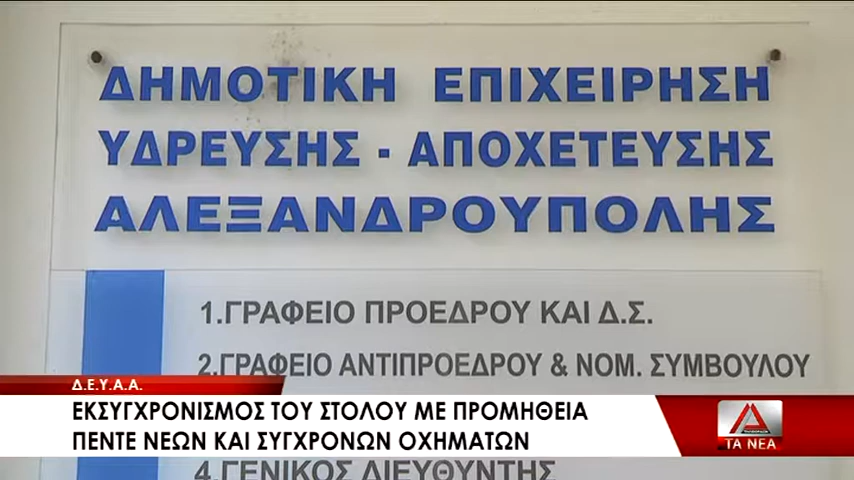 ΔΗΜΟΤΙΚΗ ΕΠΙΧΕΙΡΗΣΗ
ΥΔΡΕΥΣΗΣ - ΑΠΟΧΕΤΕΥΣΗΣ
ΑΛΕΞΑΝΔΡΟΥΠΟΛΗΣ
1.ΓΡΑΦΕΙΟ ΠΡΟΕΔΡΟΥ ΚΑΙ Δ.Σ.
2.ΓΡΑΦΕΙΟ ΑΝΤΙΠΡΟΕΔΡΟΥ & ΝΟΜ. ΣΥΜΒΟΥΛΟΥ
Δ.Ε.Υ.Α.Α.
ΕΚΣΥΓΧΡΟΝΙΣΜΟΣ ΤΟΥ ΣΤΟΛΟΥ ΜΕ ΠΡΟΜΗΘΕΙΑ
ΠΕΝΤΕ ΝΕΩΝ ΚΑΙ ΣΥΓΧΡΟΝΩΝ ΟΧΗΜΑΤΩΝ
ΤΑ ΝΕΑ
4.ΓΕΝΙΚΟΣ ΔΙΕΥΘΥΝΤΗΣ